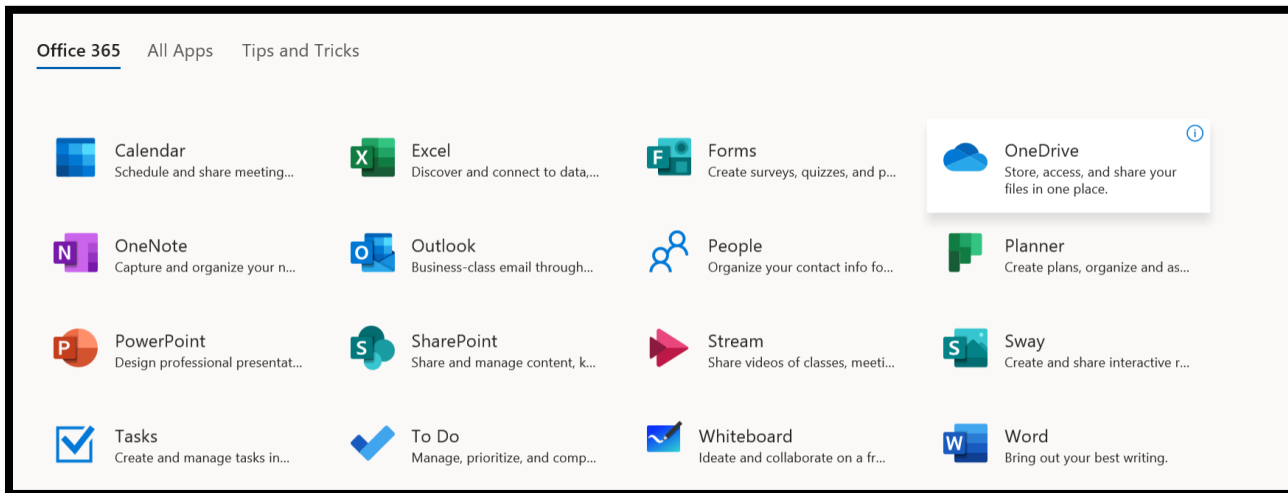 Office 365 All Apps Tips and Tricks
Calendar Excel Forms OneDrive
Schedule and share meeting... Discover and connect to data,... Create surveys, quizzes, and p... Store, access, and share your
files in one place.
OneNote Outlook People Planner
Capture and organize your n... Business-class email through... Organize your contact info fo... Create plans, organize and as...
PowerPoint SharePoint Stream Sway
Design professional presentat... Share and manage content, k... Share videos of classes, meeti... Create and share interactive r...
Tasks To Do Whiteboard Word
Create and manage tasks in... Manage, prioritize, and comp... Ideate and collaborate on a fr... Bring out your best writing.